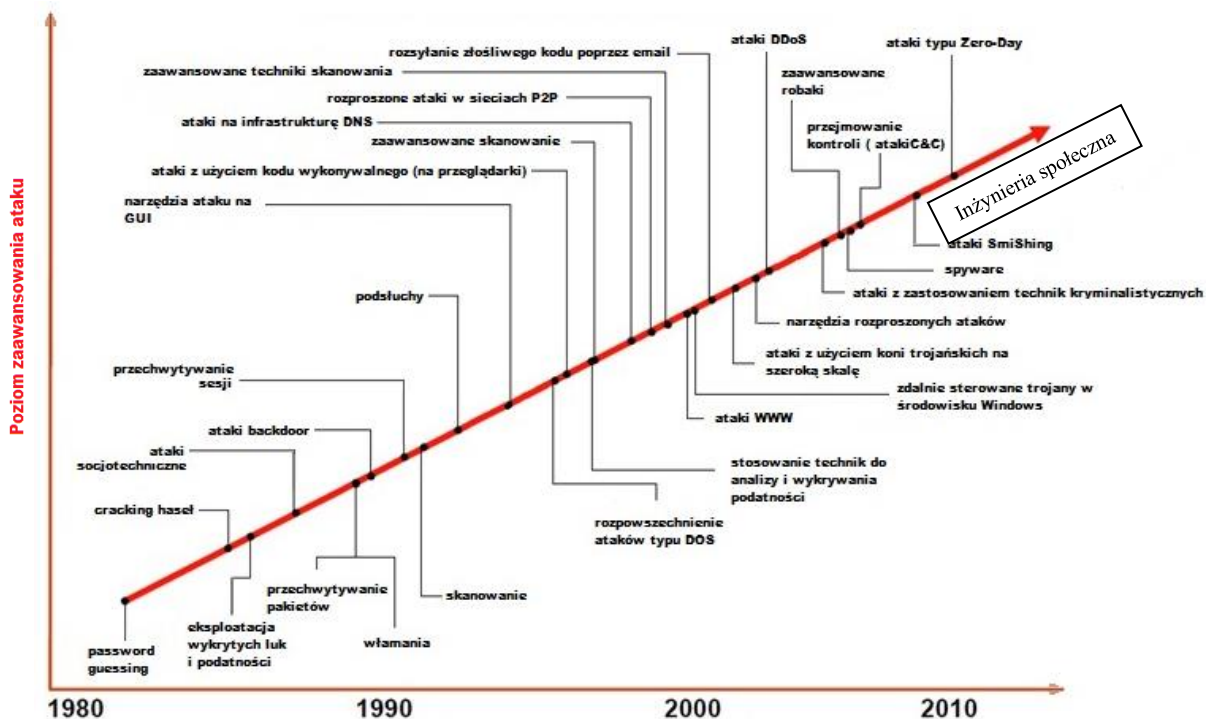 rozsyłanie złośliwego kodu poprzez email
ataki DDoS
ataki typu Zero-Day
zaawansowane techniki skanowania
zaawansowane
robaki
rozproszone ataki w sieciach P2P
ataki na infrastrukturę DNS
przejmowanie
kontroli ( atakiC&C)
zaawansowane skanowanie
ataki z użyciem kodu wykonywalnego (na przeglądarki)
narzędzia ataku na
GUI
Inżynieria społeczna
Poziom zaawansowania ataku
ataki SmiShing
spyware
podsłuchy
ataki z zastosowaniem technik kryminalistycznych
narzędzia rozproszonych ataków
przechwytywanie
sesji
ataki z użyciem koni trojańskich na
szeroką skalę
zdalnie sterowane trojany w
środowisku Windows
ataki WWW
ataki backdoor
ataki
socjotechniczne
stosowanie technik do
analizy i wykrywania
podatności
cracking haseł
rozpowszechnienie
ataków typu DOS
przechwytywanie
pakietów
skanowanie
eksploatacja
wykrytych luk
i podatności
włamania
password
guessing
1980
1990
2000
2010